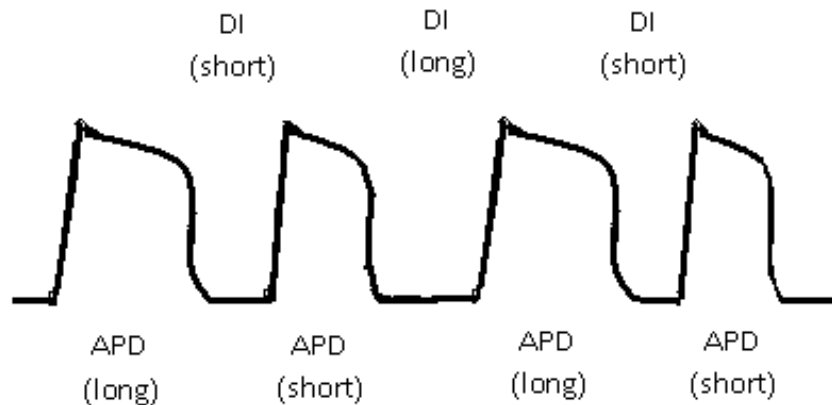 DI DI DI
(short) (long) (short)
APD APD APD APD
(long) (short) (long) (short)